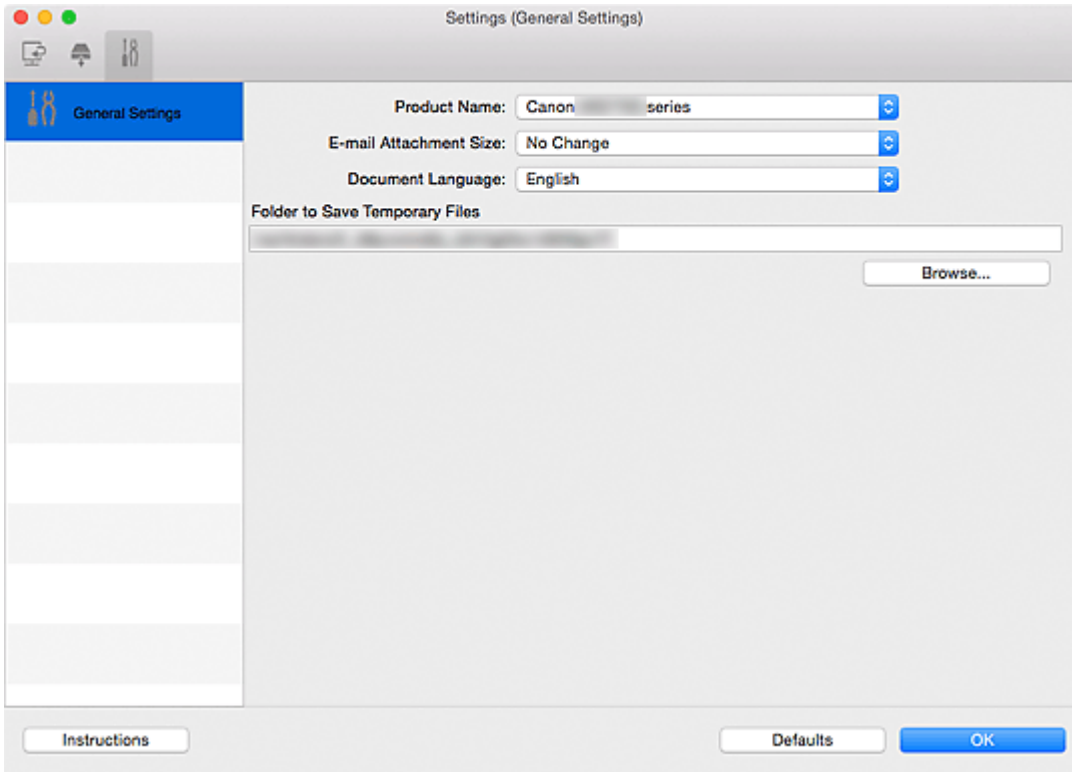 Settings (General Settings)
General Settings
Product Name: Canon series
E-mail Attachment Size: No Change
Document Language: English
Folder to Save Temporary Files
Browse...
Instructions Defaults OK